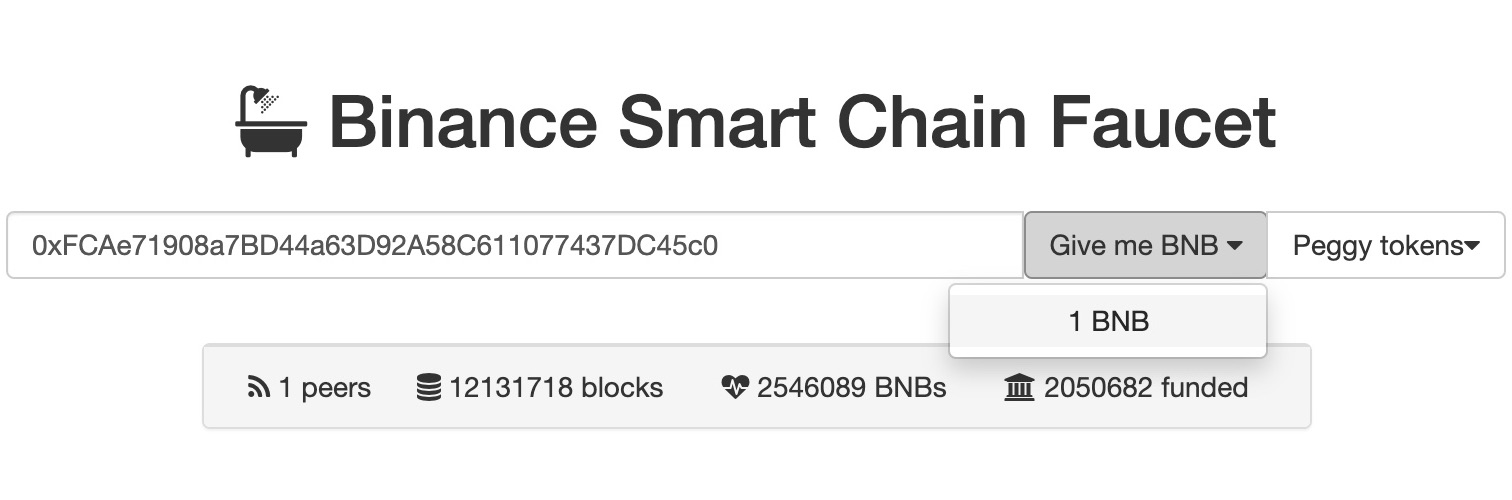 Binance Smart Chain Faucet
0xFCAe71908a7BD44a63D92A58C611077437DC45c0 Give me BNB Peggy tokens
1 BNB
1 peers 12131718 blocks 2546089 BNBs 2050682 funded